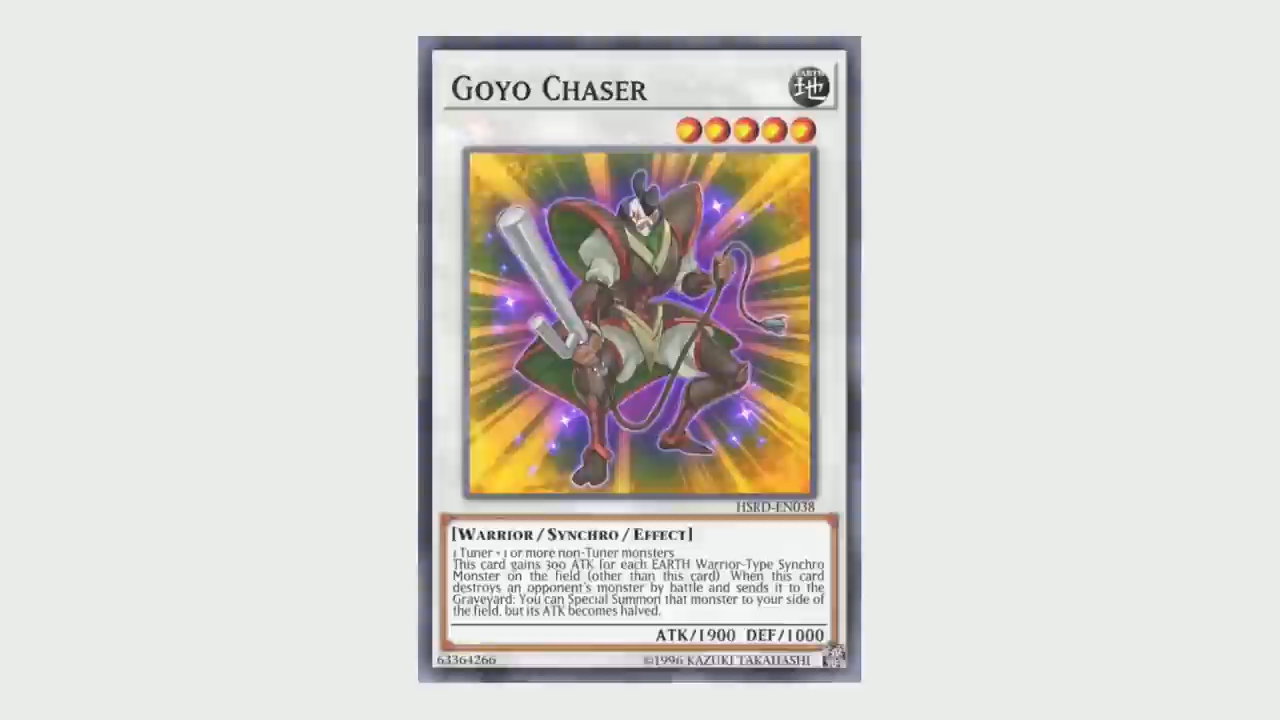 GOYO CHASER
EARTH
地
HSRD-EN038
[WARRIOR / SYNCHRO / EFFECT]
1 Tuner + 1 or more non-Tuner monsters
This card gains 300 ATK for each EARTH Warrior-Type Synchro
Monster on the field (other than this card). When this card
destroys an opponent's monster by battle and sends it to the
Graveyard: You can Special Summon that monster to your side of
the field, but its ATK becomes halved.
ATK/1900 DEF/1000
63364266 ©1996 KAZUKI TAKAHASHI